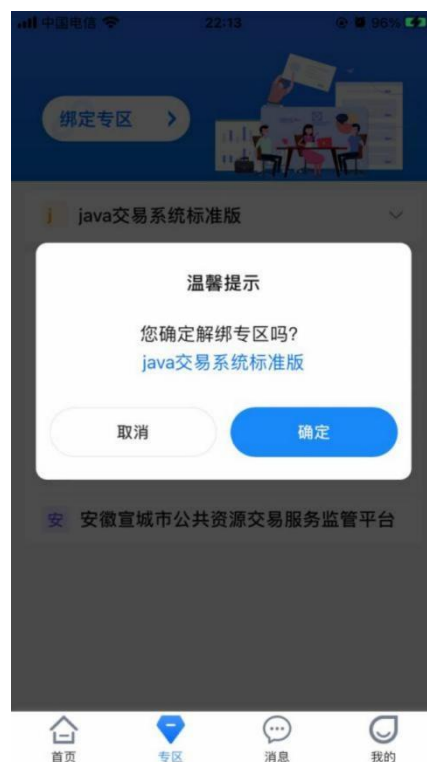 中国电信 22:13 96%
绑定专区
j java交易系统标准版
温馨提示
您确定解绑专区吗?
java交易系统标准版
取消 确定
安 安徽宣城市公共资源交易服务监管平台
首页 专区 消息 我的